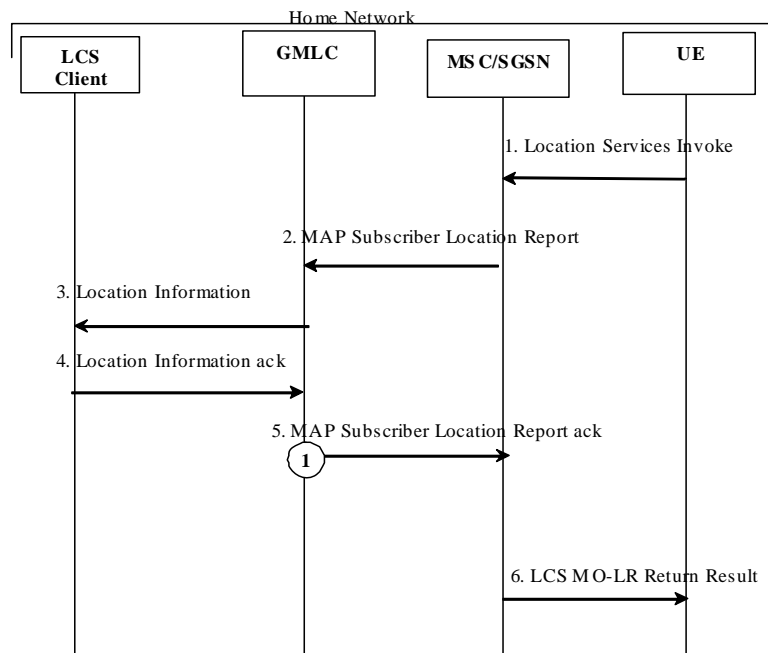 Home Network
LCS
Client
GMLC
MSC/SGSN
UE
1. Location Services Invoke
2. MAP Subscriber Location Report
3. Location Information
4. Location Information ack
5. MAP Subscriber Location Report ack
1
6. LCS MO-LR Return Result